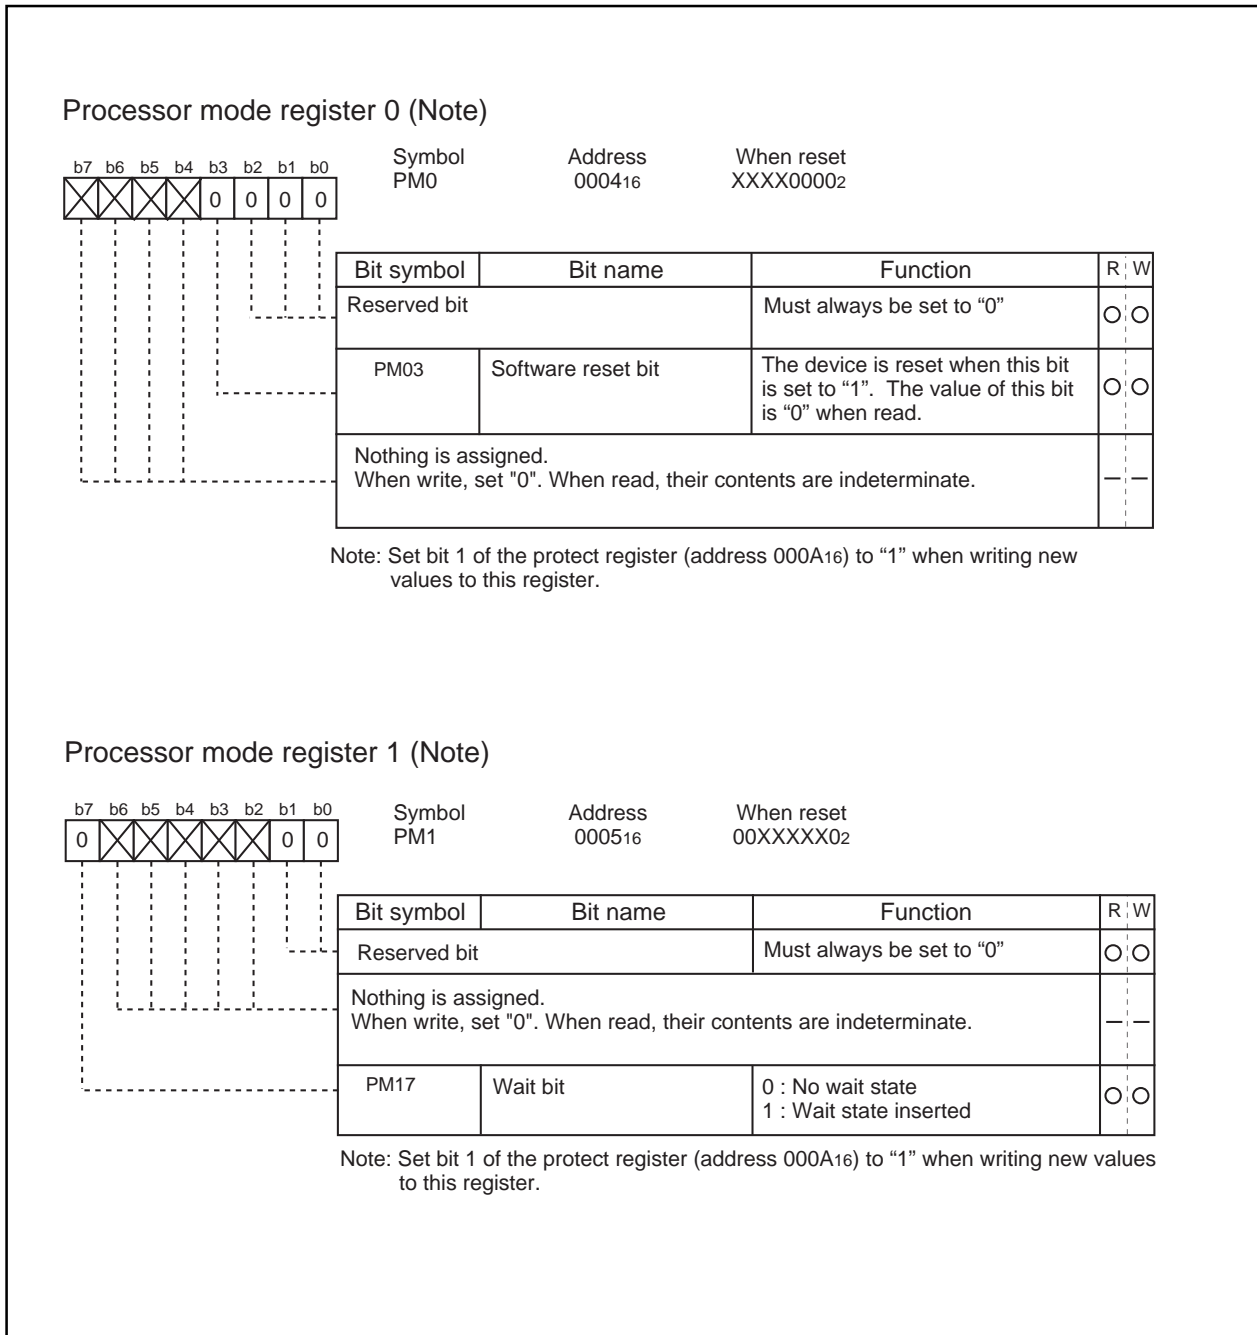 Processor mode register 0 (Note)
Symbol Address When reset
b7 b6 b5 b4 b3 b2 b1 b0
PM0 000416 XXXX00002
0 0 0 0
Bit symbol Bit name Function R W
Reserved bit Must always be set to “0”
PM03 Software reset bit The device is reset when this bit
is set to “1”. The value of this bit
is “0” when read.
Nothing is assigned.
When write, set "0". When read, their contents are indeterminate.
Note: Set bit 1 of the protect register (address 000A16) to “1” when writing new
values to this register.
Processor mode register 1 (Note)
b7 b6 b5 b4 b3 b2 b1 b0
Symbol Address When reset
0 0 0
PM1 000516 00XXXXX02
Bit symbol Bit name Function R W
Reserved bit Must always be set to “0”
Nothing is assigned.
When write, set "0". When read, their contents are indeterminate.
PM17 Wait bit 0 : No wait state
1 : Wait state inserted
Note: Set bit 1 of the protect register (address 000A16) to “1” when writing new values
to this register.